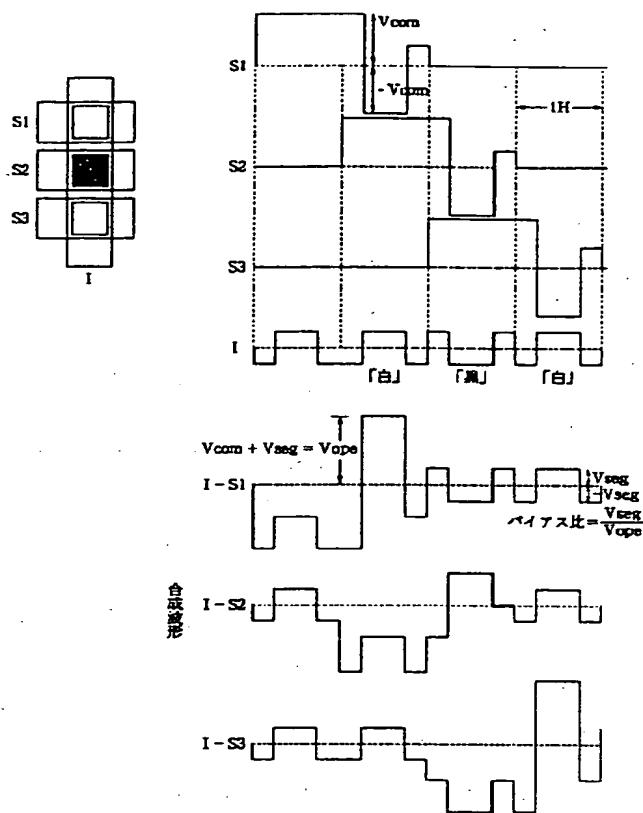 Vcom
S1
-Vcom
1H
S1
S2
S2
S3
S3
I
I
「白」
「黒」
「白」
Vcom + Vseg = Vope
I-S1
Vseg
-Vseg
バイアス比=Vseg/Vope
I-S2
合成波形
I-S3